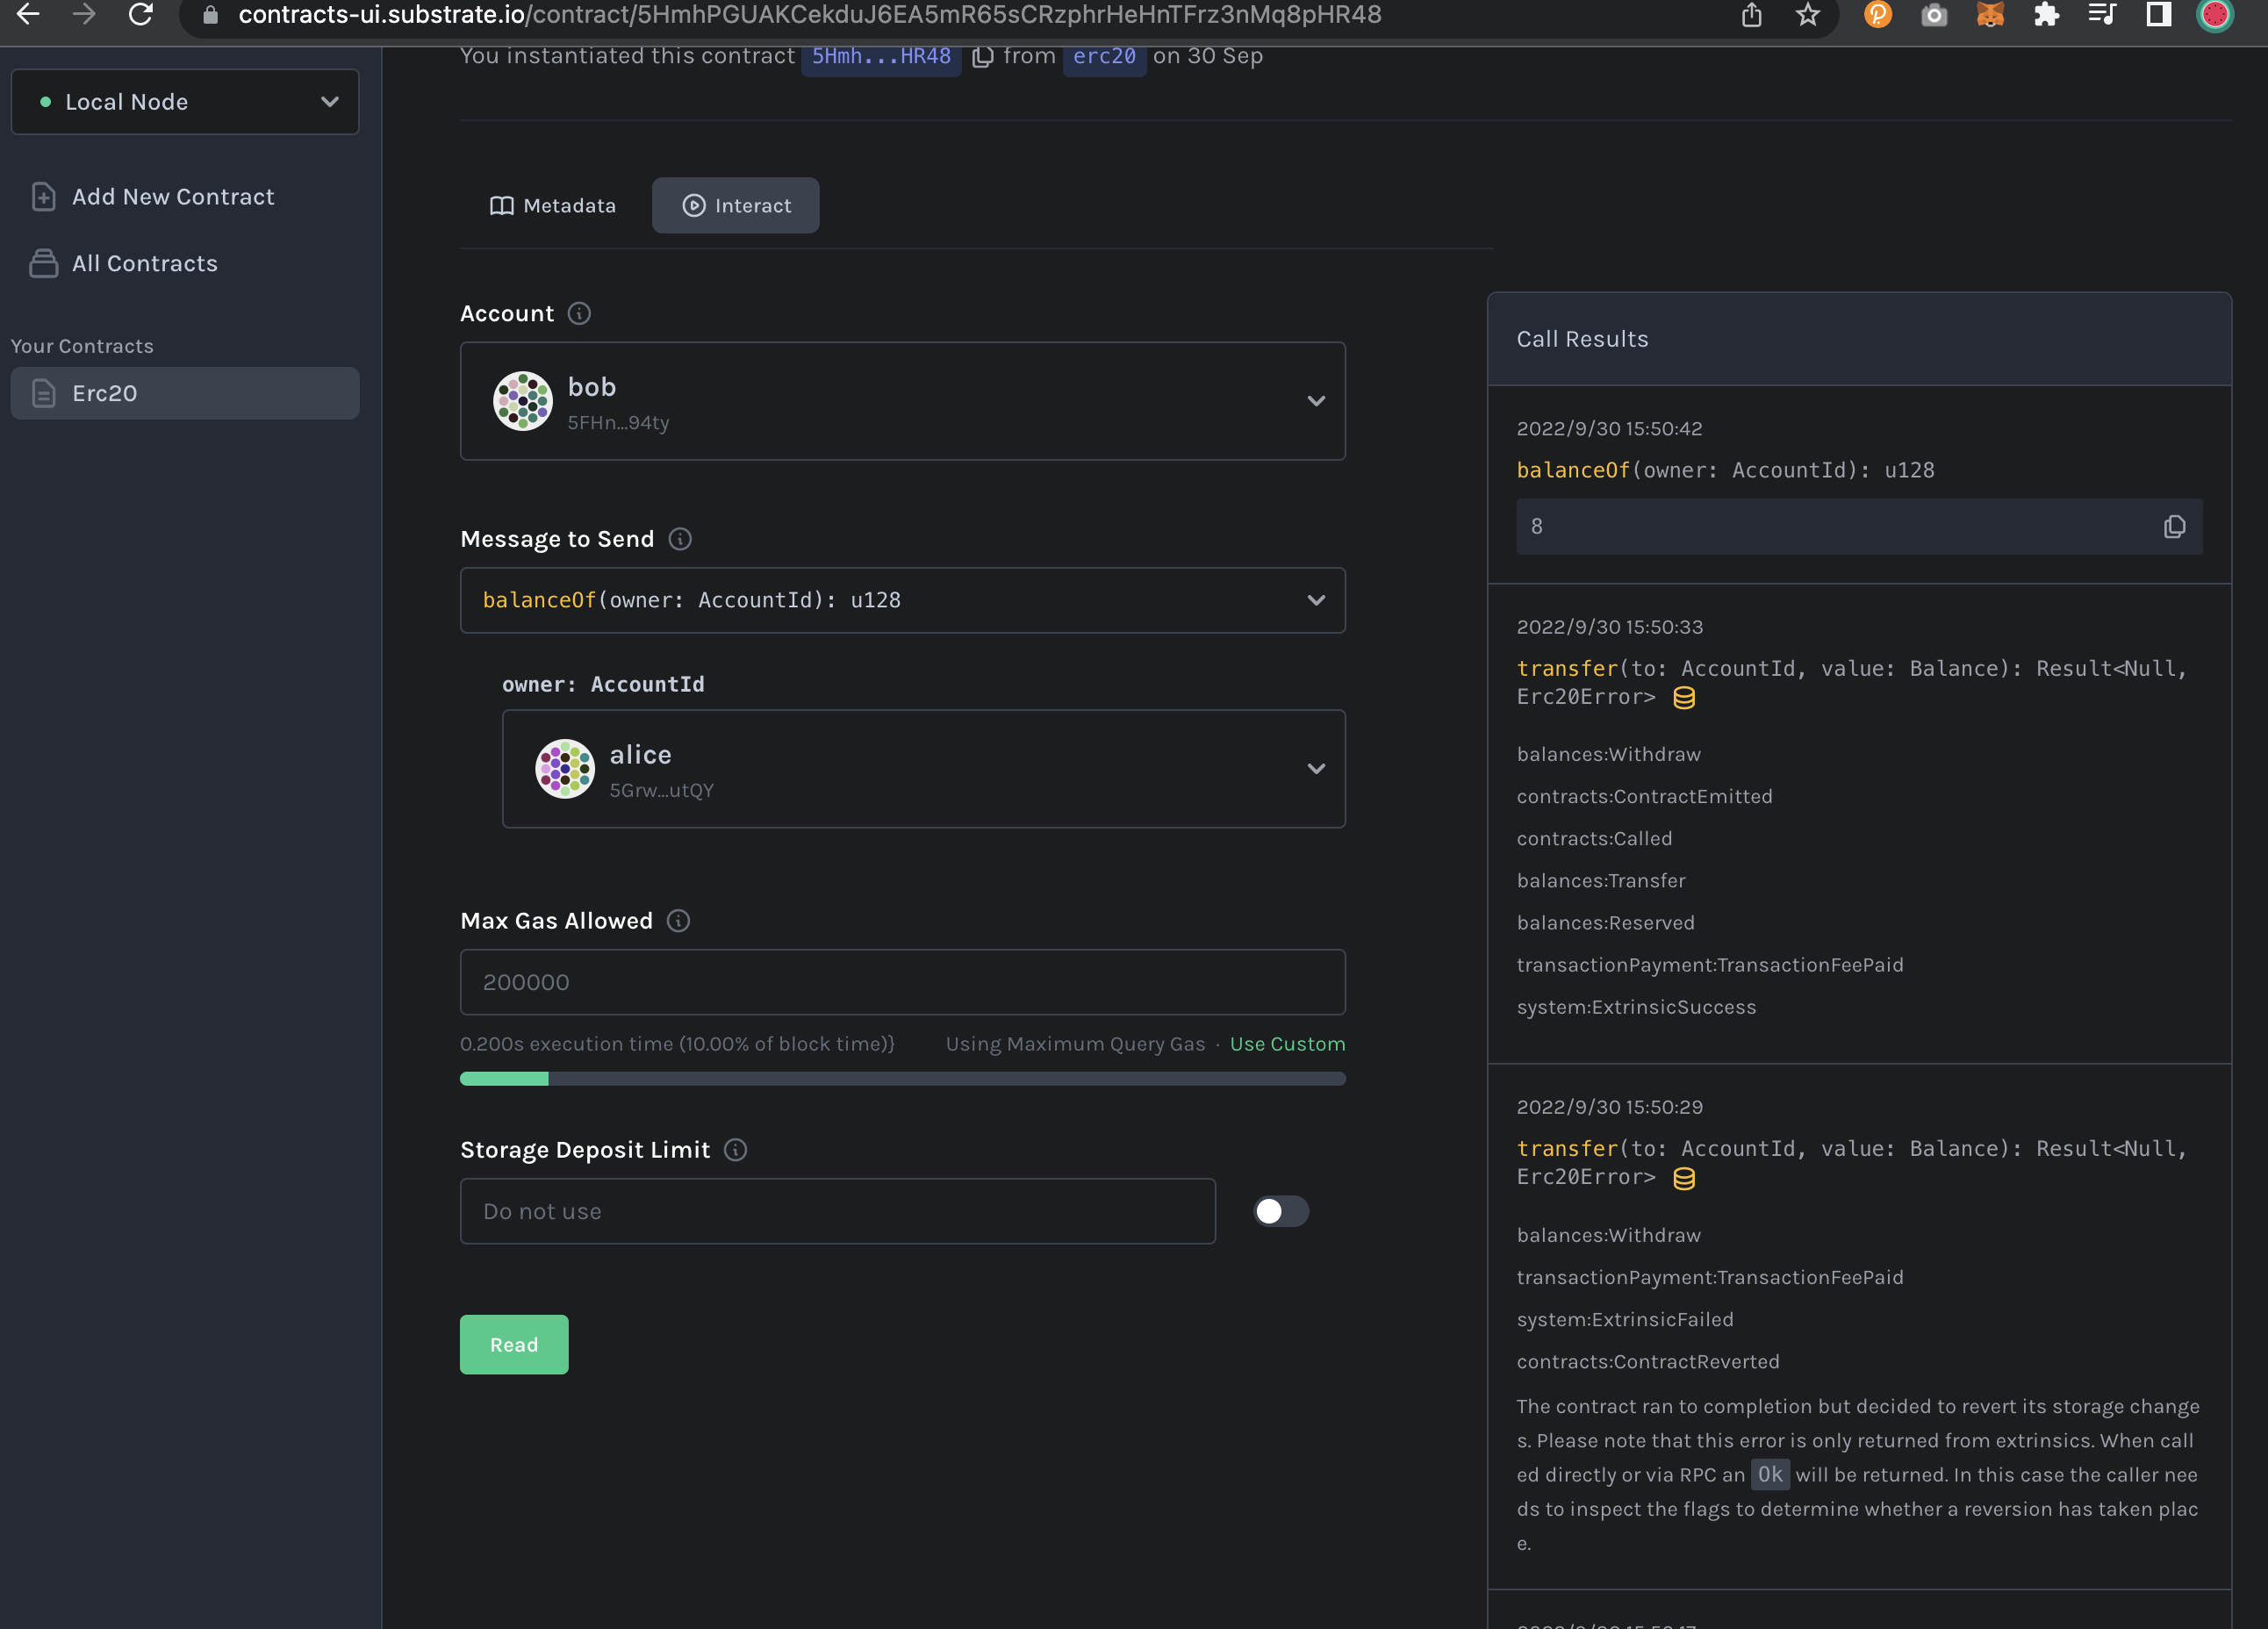 contracts-ui.substrate.io/contract/5HmhPGUAKCekduJ6EA5mR65sCRzphrHeHnTFrz3nMq8pHR48
You instantiated this contract 5Hmh...HR48 from erc20 on 30 Sep
Local Node
Add New Contract
All Contracts
Your Contracts
Erc20
Metadata Interact
Account
bob
5FHn...94ty
Message to Send
balanceOf(owner: AccountId): u128
owner: AccountId
alice
5Grw...utQY
Max Gas Allowed
200000
0.200s execution time (10.00% of block time)} Using Maximum Query Gas · Use Custom
Storage Deposit Limit
Do not use
Read
Call Results
2022/9/30 15:50:42
balanceOf(owner: AccountId): u128
8
2022/9/30 15:50:33
transfer(to: AccountId, value: Balance): Result<Null,
Erc20Error>
balances:Withdraw
contracts:ContractEmitted
contracts:Called
balances:Transfer
balances:Reserved
transactionPayment:TransactionFeePaid
system:ExtrinsicSuccess
2022/9/30 15:50:29
transfer(to: AccountId, value: Balance): Result<Null,
Erc20Error>
balances:Withdraw
transactionPayment:TransactionFeePaid
system:ExtrinsicFailed
contracts:ContractReverted
The contract ran to completion but decided to revert its storage change
s. Please note that this error is only returned from extrinsics. When call
ed directly or via RPC an Ok will be returned. In this case the caller nee
ds to inspect the flags to determine whether a reversion has taken plac
e.